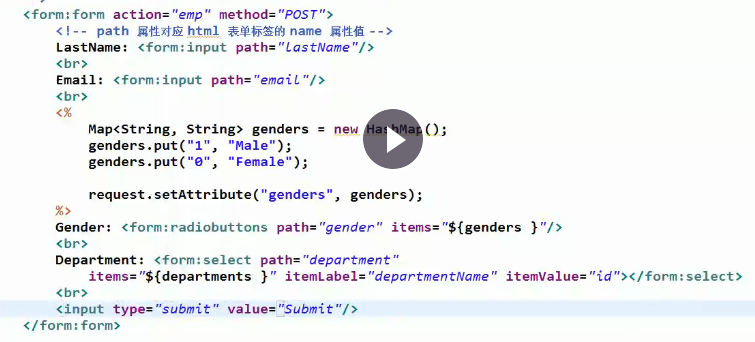 <form:form action="emp" method="POST">
<!-- path 属性对应 html 表单标签的 name 属性值 -->
LastName: <form:input path="lastName"/>
<br>
Email: <form:input path="email"/>
<br>
<%
Map<String, String> genders = new HashMap();
genders.put("1", "Male");
genders.put("0", "Female");
request.setAttribute("genders", genders);
%>
Gender: <form:radiobuttons path="gender" items="${genders }"/>
<br>
Department: <form:select path="department"
items="${departments }" itemLabel="departmentName" itemValue="id"></form:select>
<br>
<input type="submit" value="Submit"/>
</form:form>